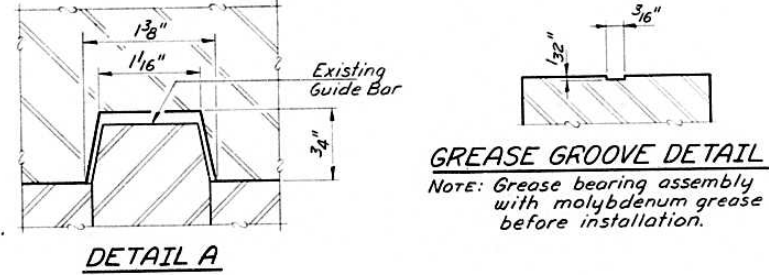 1 3/8"
1 1/16"
Existing
Guide Bar
3/4"
DETAIL A
3/16"
1/32"
GREASE GROOVE DETAIL
NOTE: Grease bearing assembly
with molybdenum grease
before installation.